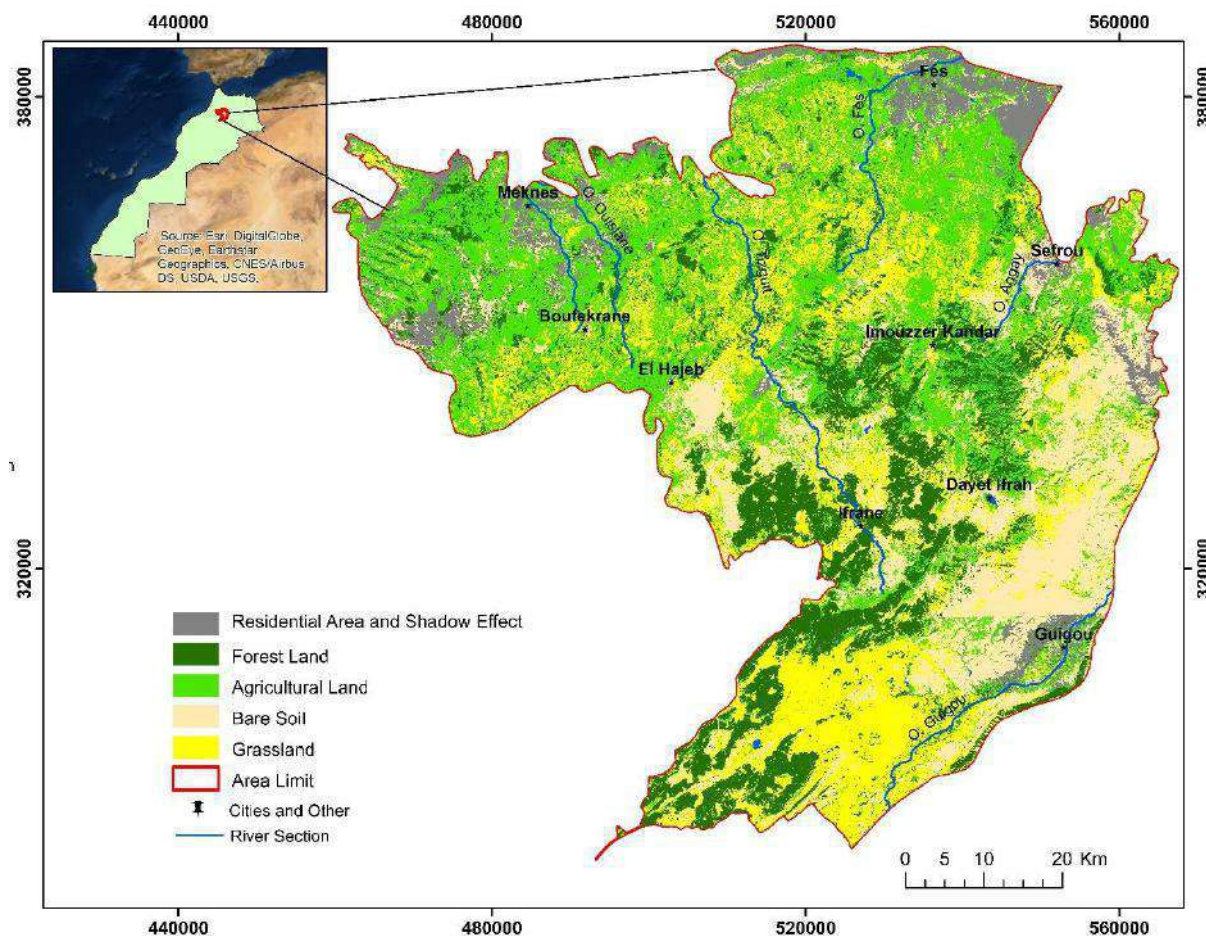 440000
480000
520000
560000
380000
380000
Fés
O. Fés
Meknes
O. Ouislane
Source: Esri, DigitalGlobe,
GeoEye, Earthstar
Geographics, CNES/Airbus
DS, USDA, USGS,
Sefrou
O. Aggay
Boufekrane
Imouzzer Kandar
El Hajeb
Dayet Ifrah
Ifrane
320000
320000
Residential Area and Shadow Effect
Guigou
Forest Land
Agricultural Land
Bare Soil
O. Guigou
Grassland
Area Limit
Cities and Other
River Section
0 5 10 20 Km
440000
480000
520000
560000